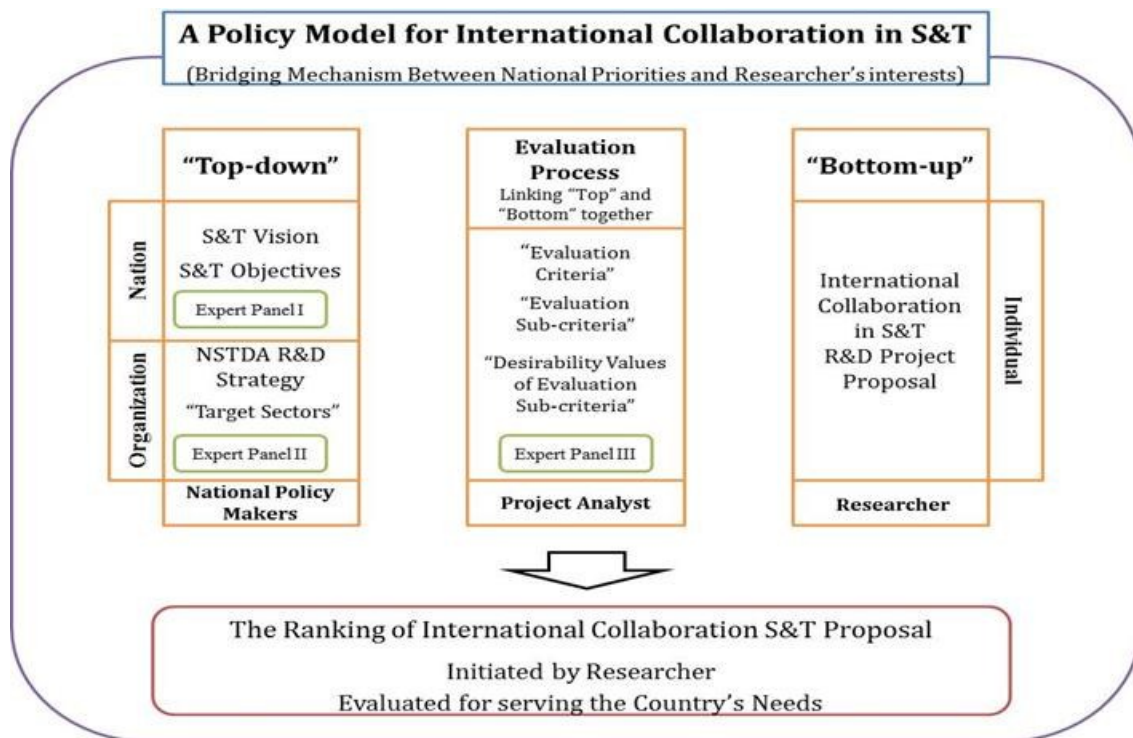 A Policy Model for International Collaboration in S&T
(Bridging Mechanism Between National Priorities and Researcher's interests)
"Top-down"
Nation
S&T Vision
S&T Objectives
Expert Panel I
Organization
NSTDA R&D
Strategy
"Target Sectors"
Expert Panel II
National Policy
Makers
Evaluation
Process
Linking "Top" and
"Bottom" together
"Evaluation
Criteria"
"Evaluation
Sub-criteria"
"Desirability Values
of Evaluation
Sub-criteria"
Expert Panel III
Project Analyst
"Bottom-up"
International
Collaboration
in S&T
R&D Project
Proposal
Individual
Researcher
The Ranking of International Collaboration S&T Proposal
Initiated by Researcher
Evaluated for serving the Country's Needs